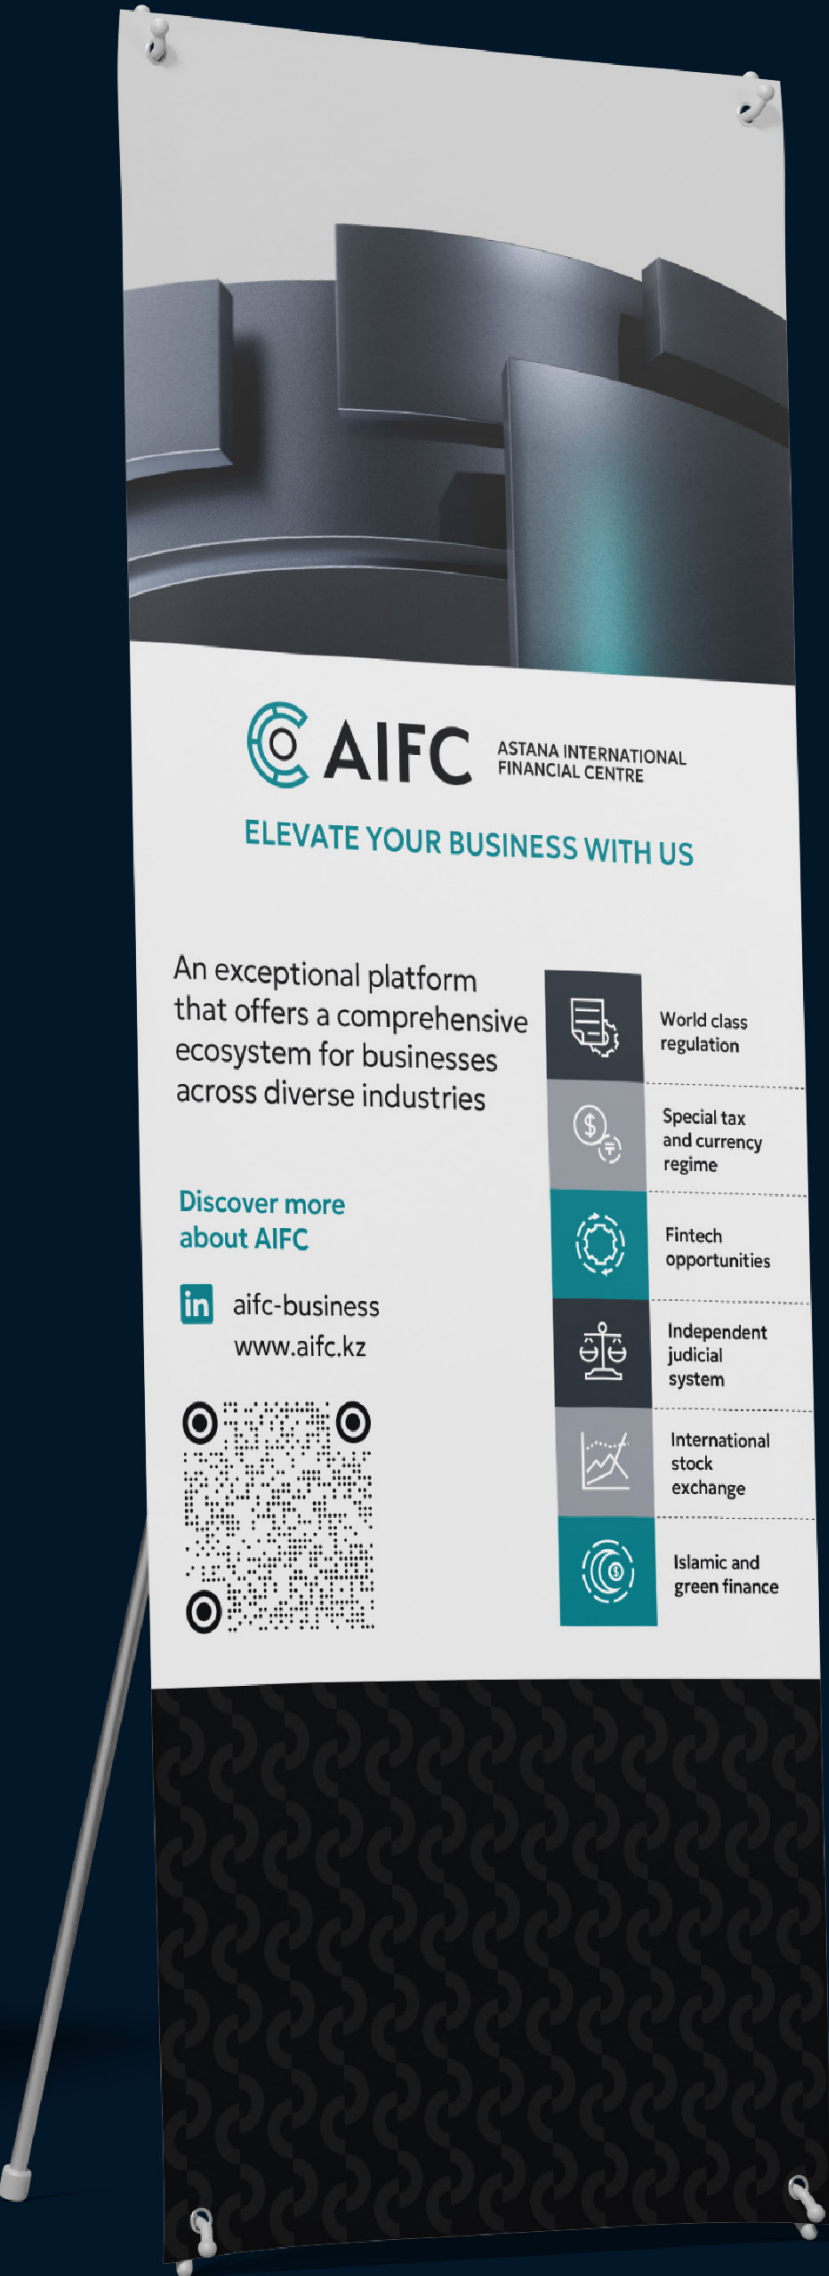 AIFC
ASTANA INTERNATIONAL
FINANCIAL CENTRE
ELEVATE YOUR BUSINESS WITH US
An exceptional platform
that offers a comprehensive
ecosystem for businesses
across diverse industries
Discover more
about AIFC
in aifc-business
www.aifc.kz
World class
regulation
Special tax
and currency
regime
Fintech
opportunities
Independent
judicial
system
International
stock
exchange
Islamic and
green finance